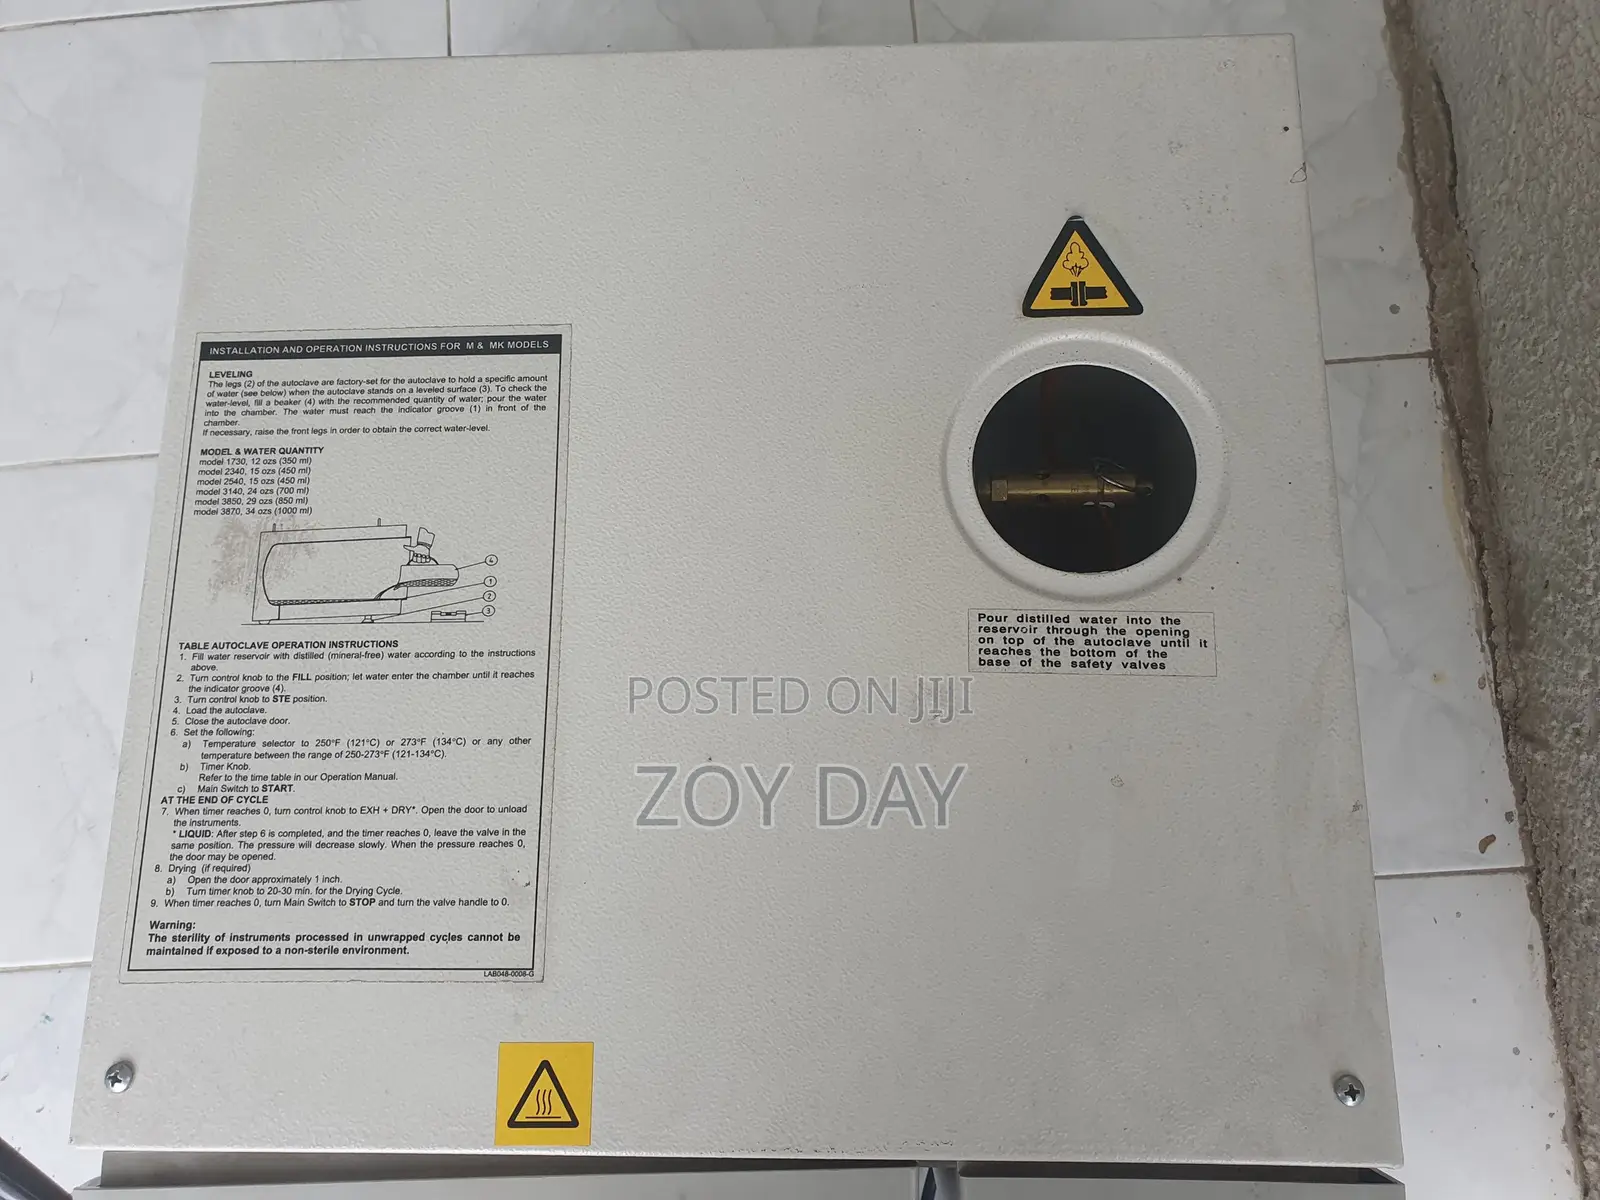 INSTALLATION AND OPERATION INSTRUCTIONS FOR M & MK MODELS
LEVELING
The legs (2) of the autoclave are factory-set for the autoclave to hold a specific amount
of water (see below) when the autoclave stands on a leveled surface (3). To check the
water-level, fill a beaker (4) with the recommended quantity of water; pour the water
into the chamber. The water must reach the indicator groove (1) in front of the
chamber.
If necessary, raise the front legs in order to obtain the correct water-level.
MODEL & WATER QUANTITY
model 1730, 12 ozs (350 ml)
model 2340, 15 ozs (450 ml)
model 2540, 15 ozs (450 ml)
model 3140, 24 ozs (700 ml)
model 3850, 29 ozs (850 ml)
model 3870, 34 ozs (1000 ml)
4
1
2
3
TABLE AUTOCLAVE OPERATION INSTRUCTIONS
1. Fill water reservoir with distilled (mineral-free) water according to the instructions
above.
2. Turn control knob to the FILL position; let water enter the chamber until it reaches
the indicator groove (4).
3. Turn control knob to STE position.
4. Load the autoclave.
5. Close the autoclave door.
6. Set the following:
a) Temperature selector to 250°F (121°C) or 273°F (134°C) or any other
temperature between the range of 250-273°F (121-134°C).
b) Timer Knob.
Refer to the time table in our Operation Manual.
c) Main Switch to START.
AT THE END OF CYCLE
7. When timer reaches 0, turn control knob to EXH + DRY*. Open the door to unload
the instruments.
* LIQUID: After step 6 is completed, and the timer reaches 0, leave the valve in the
same position. The pressure will decrease slowly. When the pressure reaches 0,
the door may be opened.
8. Drying (if required)
a) Open the door approximately 1 inch.
b) Turn timer knob to 20-30 min. for the Drying Cycle.
9. When timer reaches 0, turn Main Switch to STOP and turn the valve handle to 0.
Warning:
The sterility of instruments processed in unwrapped cycles cannot be
maintained if exposed to a non-sterile environment.
LAB048-0008-G
Pour distilled water into the
reservoir through the opening
on top of the autoclave until it
reaches the bottom of the
base of the safety valves
POSTED ON JIJI
ZOY DAY